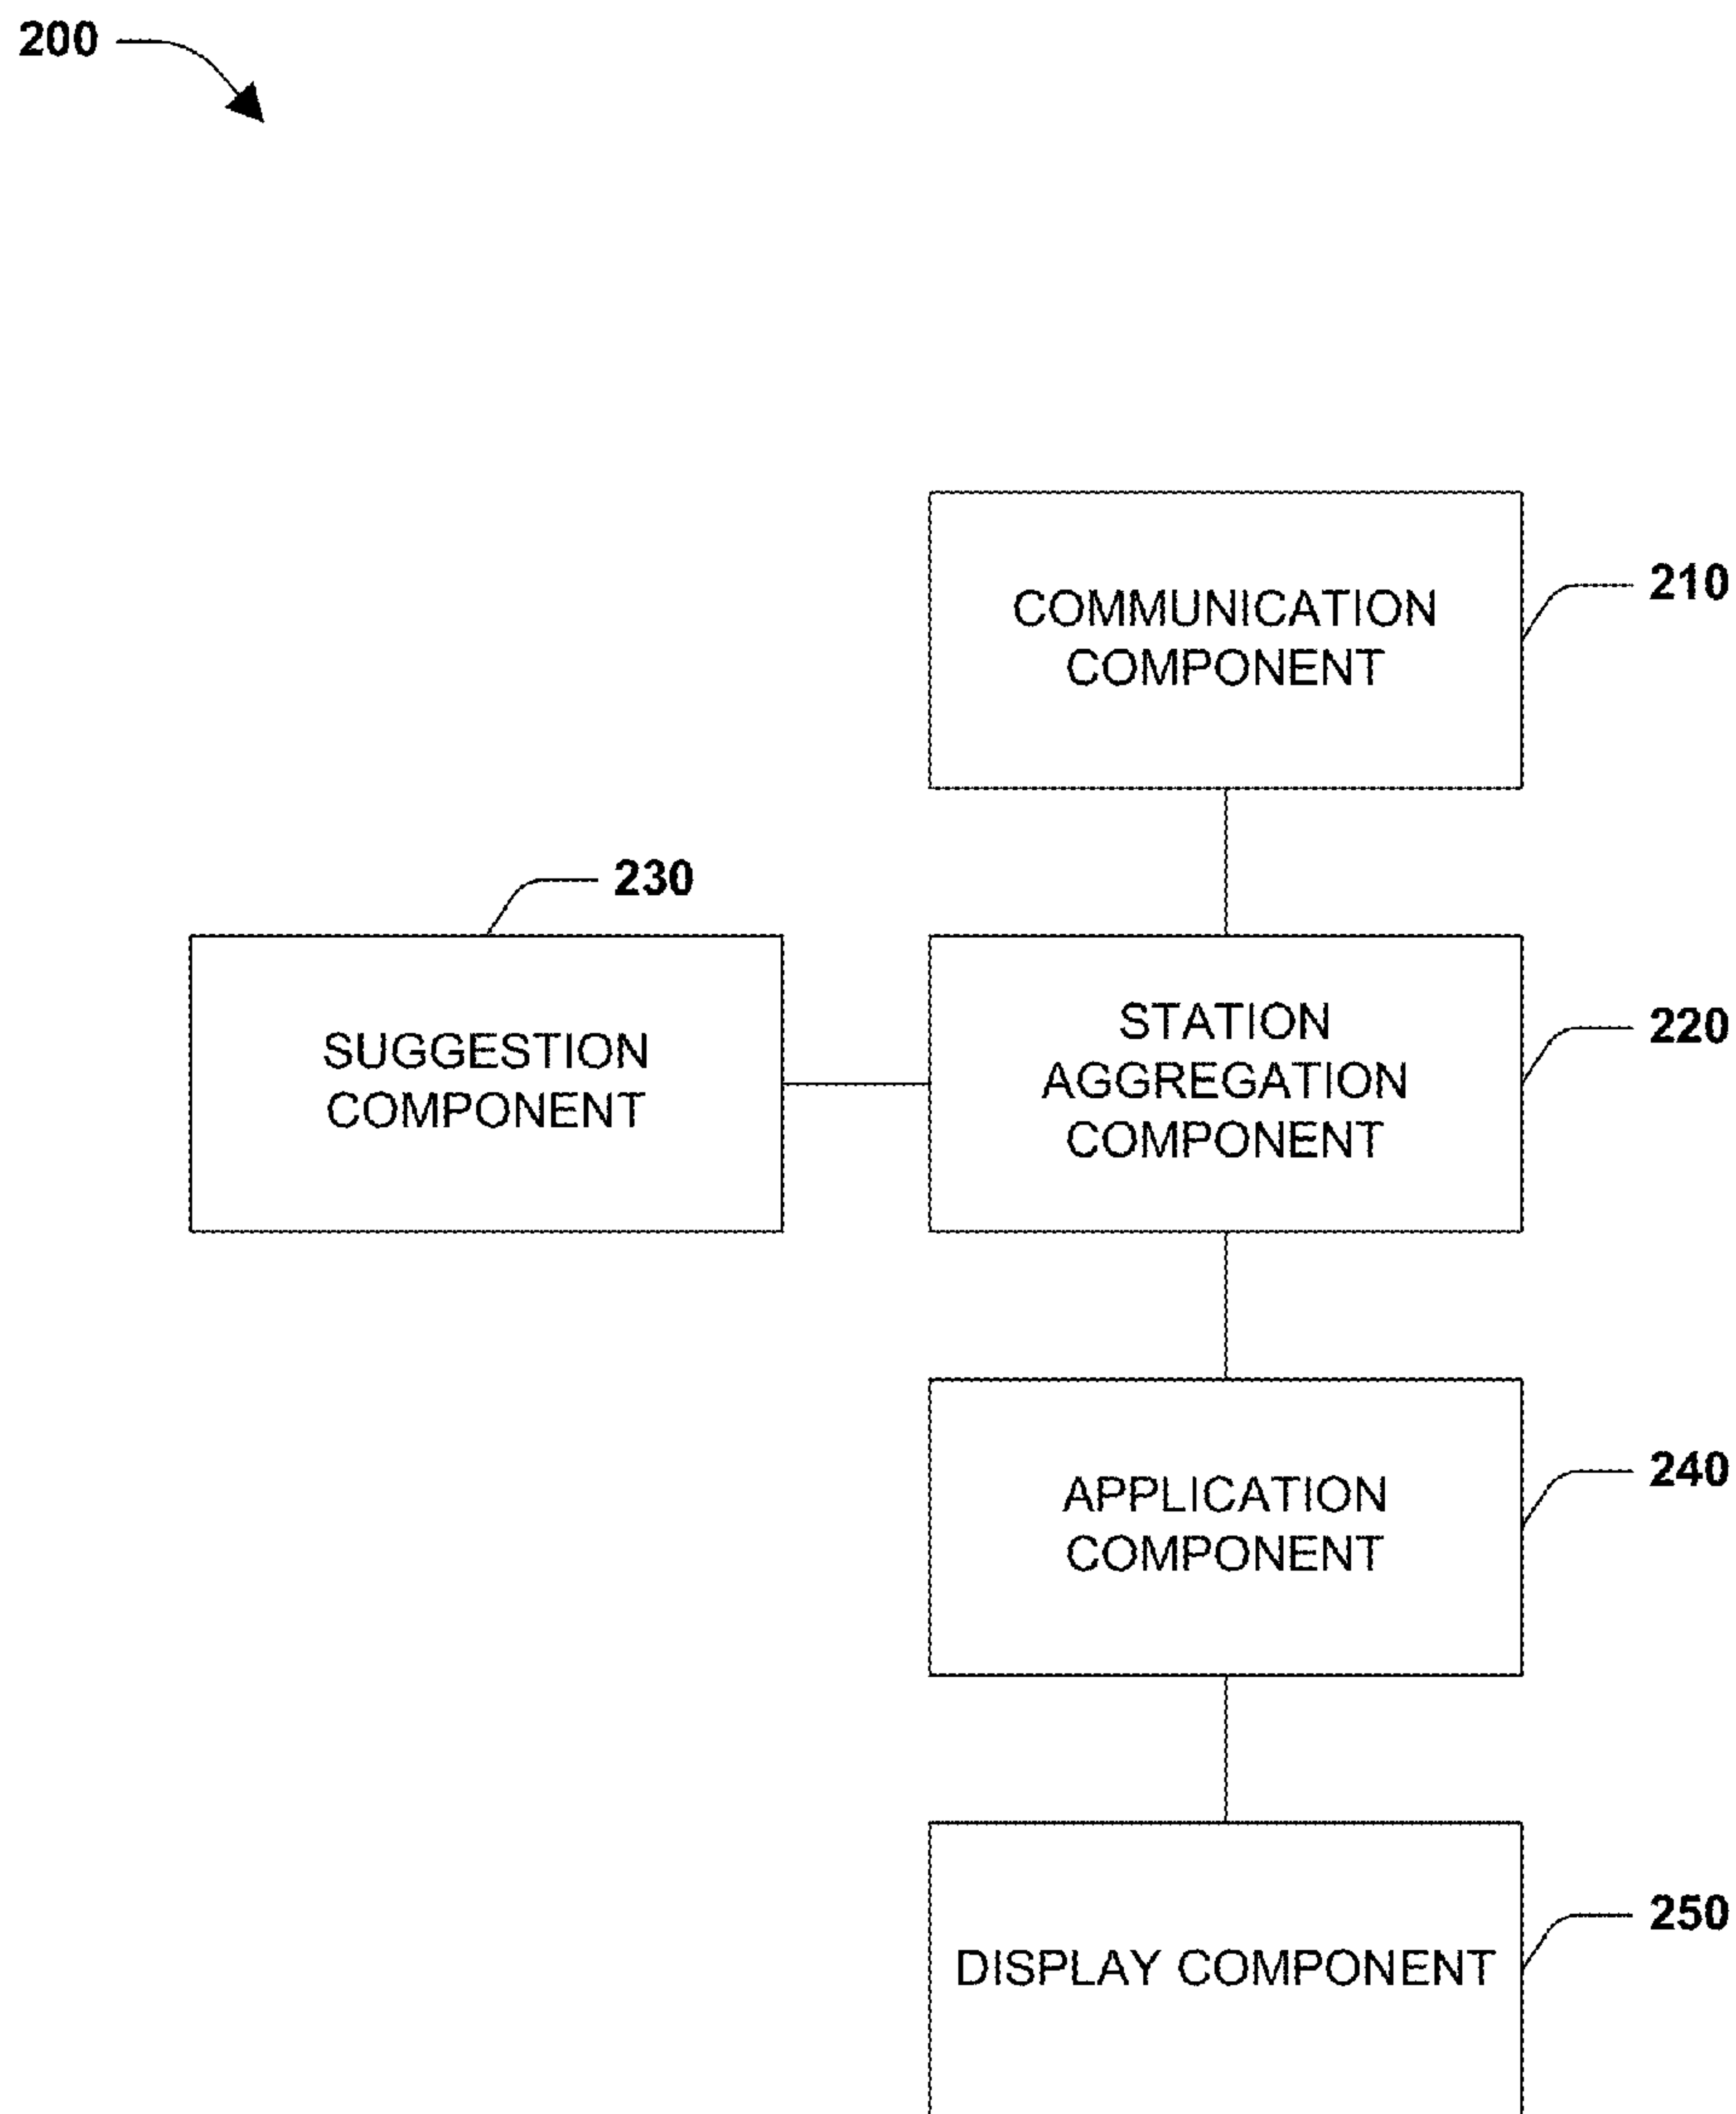 200
COMMUNICATION
COMPONENT
210
230
SUGGESTION
COMPONENT
STATION
AGGREGATION
COMPONENT
220
APPLICATION
COMPONENT
240
DISPLAY COMPONENT
250